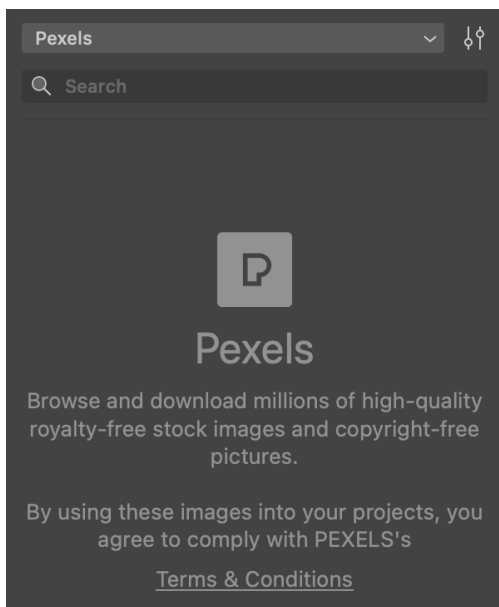 Pexels
Search
Pexels
Browse and download millions of high-quality
royalty-free stock images and copyright-free
pictures.
By using these images into your projects, you
agree to comply with PEXELS's
Terms & Conditions